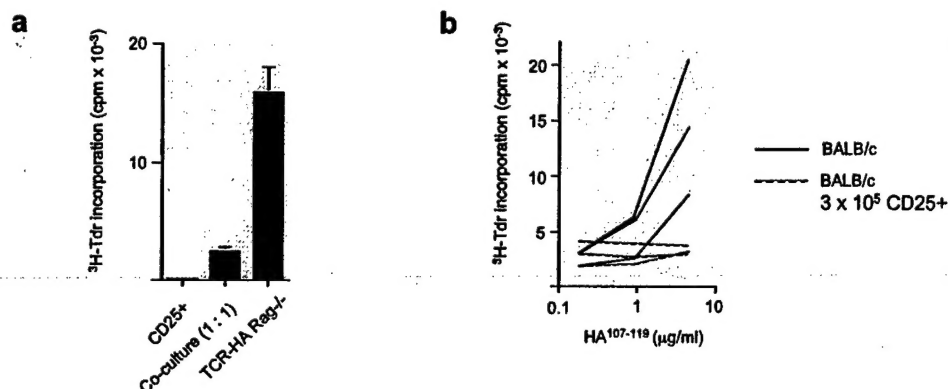 a
³H-Tdr incorporation (cpm x 10⁻³)
20
10
CD25+
Co-culture (1 : 1)
TCR-HA Rag-/-
b
³H-Tdr incorporation (cpm x 10⁻³)
20
15
10
5
0.1
1
10
HA¹⁰⁷⁻¹¹⁹ (µg/ml)
BALB/c
BALB/c
3 x 10⁵ CD25+